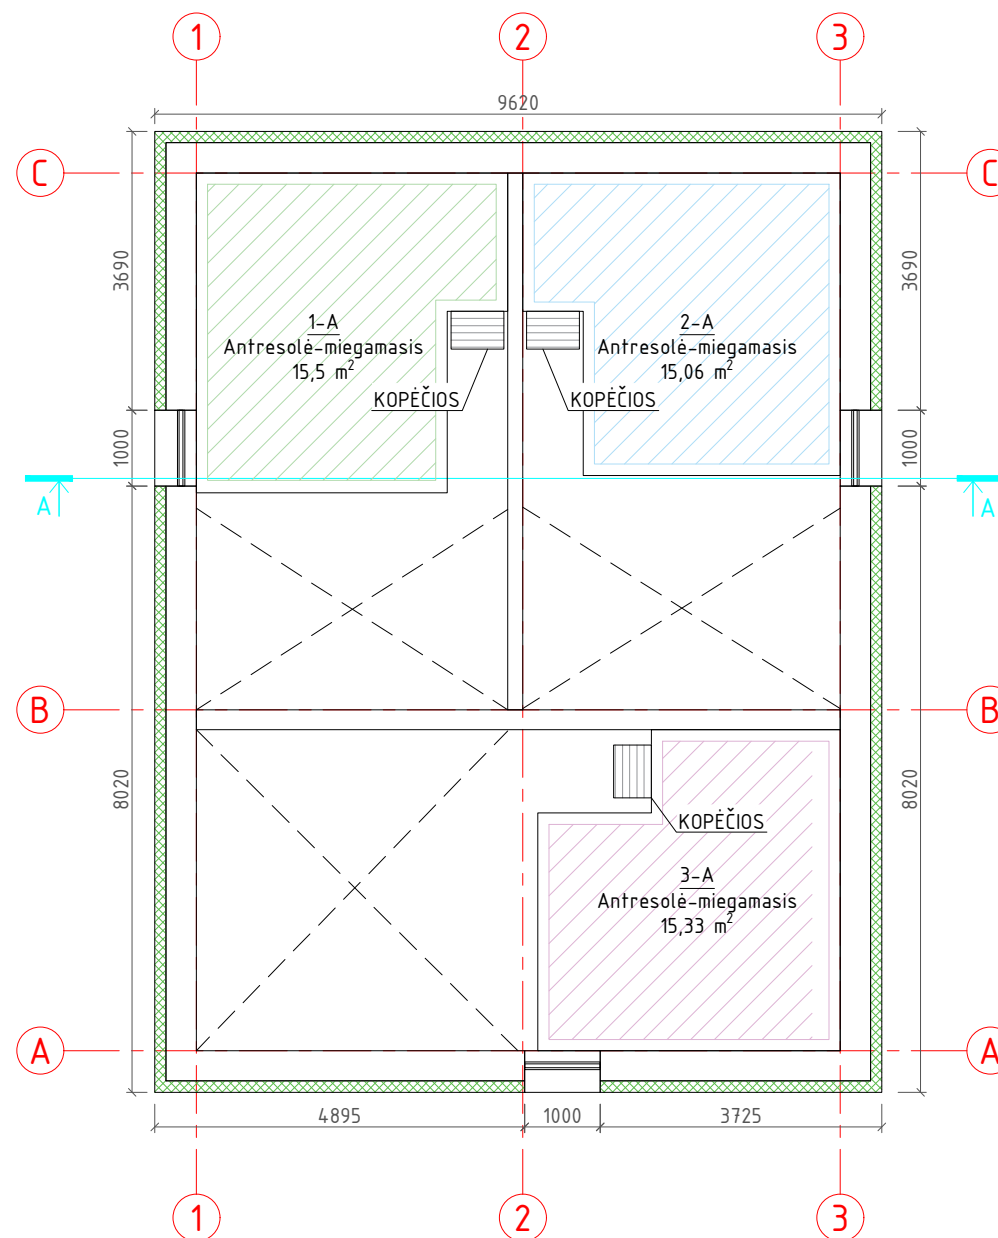 1 2 3
9620
C C
3690 3690
1-A
Antresolė-miegamasis
15,5 m²
KOPĖČIOS
2-A
Antresolė-miegamasis
15,06 m²
KOPĖČIOS
1000 1000
A A
B B
8020 8020
KOPĖČIOS
3-A
Antresolė-miegamasis
15,33 m²
A A
4895 1000 3725
1 2 3